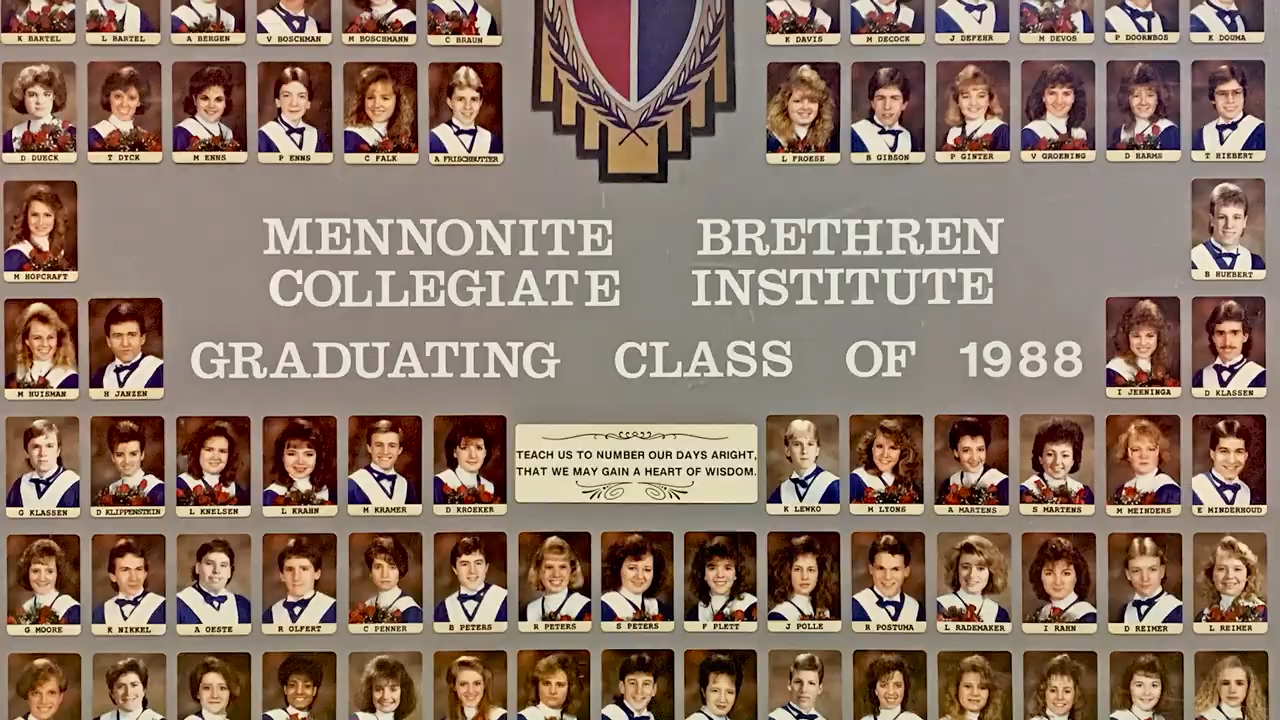 K BARTEL L BARTEL A BERGEN V BOSCHMAN M BOSCHMANN C BRAUN K DAVIS M DECOCK J DEFEHR M DEVOS P DOORNBOS K DOUMA
D DUECK T DYCK M ENNS P ENNS C FALK A FRISCHBUTTER L FROESE B GIBSON P GINTER V GROENING D HARMS T HIEBERT
M HOPCRAFT B HUEBERT
MENNONITE BRETHREN
COLLEGIATE INSTITUTE
GRADUATING CLASS OF 1988
M HUISMAN H JANZEN I JEENINGA D KLASSEN
TEACH US TO NUMBER OUR DAYS ARIGHT,
THAT WE MAY GAIN A HEART OF WISDOM.
G KLASSEN D KLIPPENSTEIN L KNELSEN L KRAHN M KRAMER D KROEKER K LEWKO M LYONS A MARTENS S MARTENS M MEINDERS E MINDERHOUD
G MOORE K NIKKEL A OESTE R OLFERT C PENNER B PETERS R PETERS S PETERS F PLETT J POLLE R POSTUMA L RADEMAKER I RAHN D REIMER L REIMER